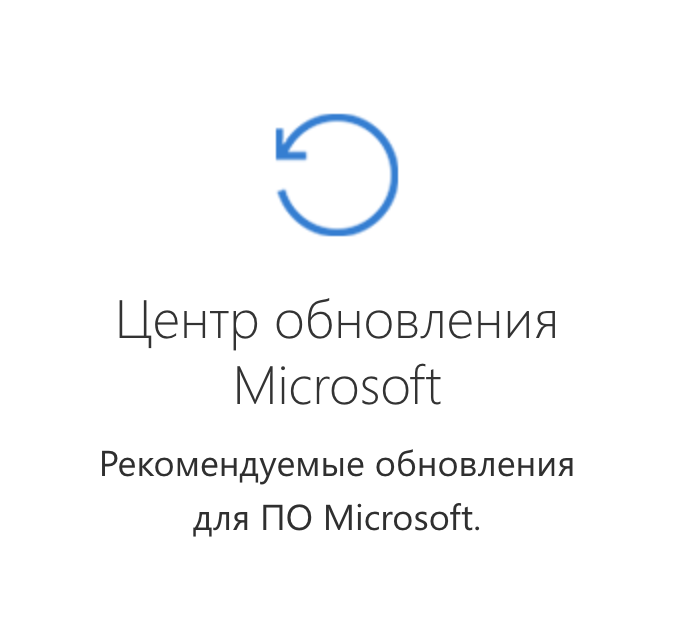 Центр обновления
Microsoft
Рекомендуемые обновления
для ПО Microsoft.